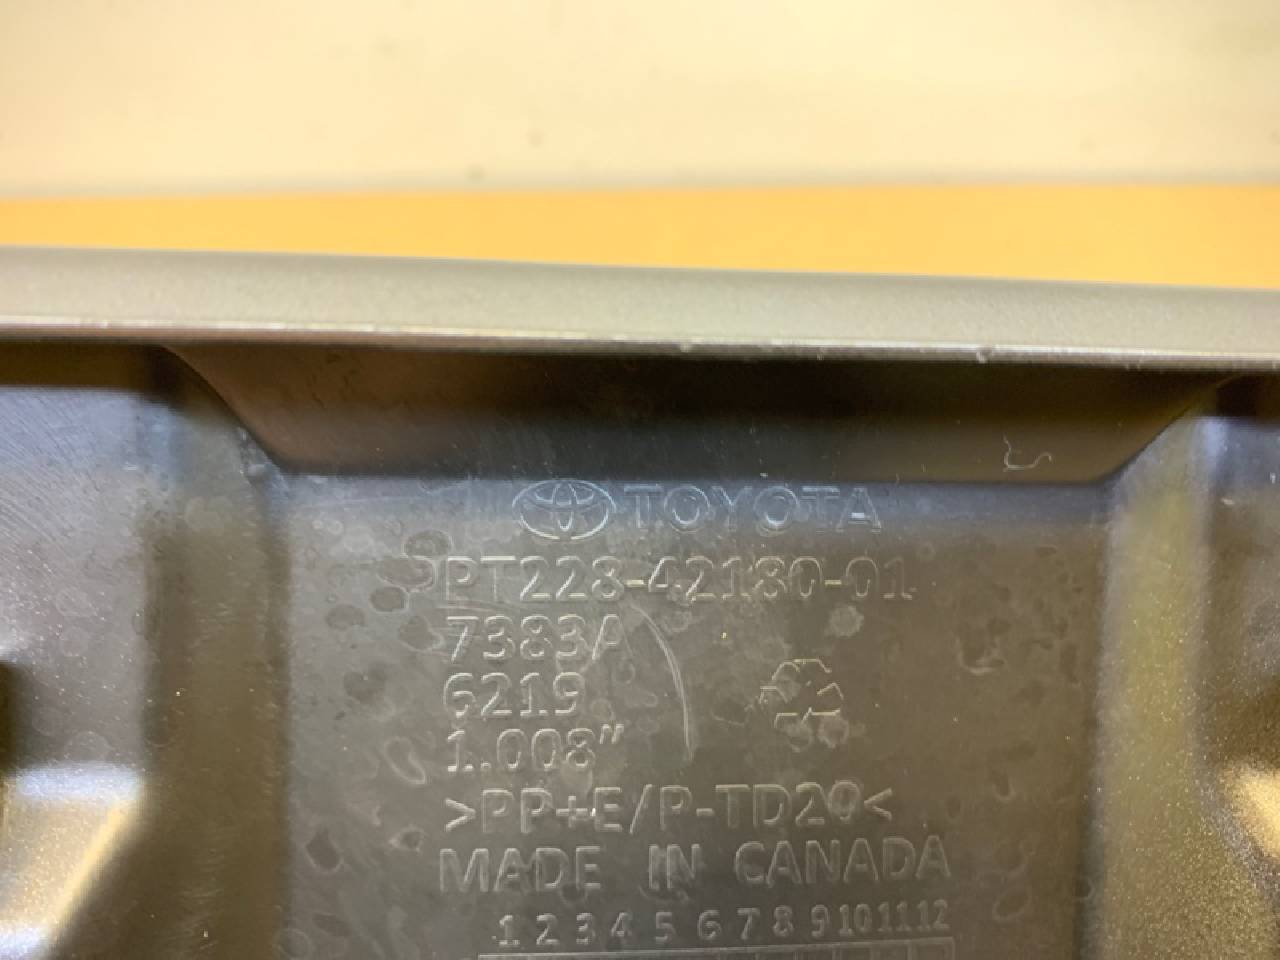 TOYOTA
PT228-42180-01
7383A
6219
1.008"
>PP+E/P-TD20<
MADE IN CANADA
1 2 3 4 5 6 7 8 9 10 11 12